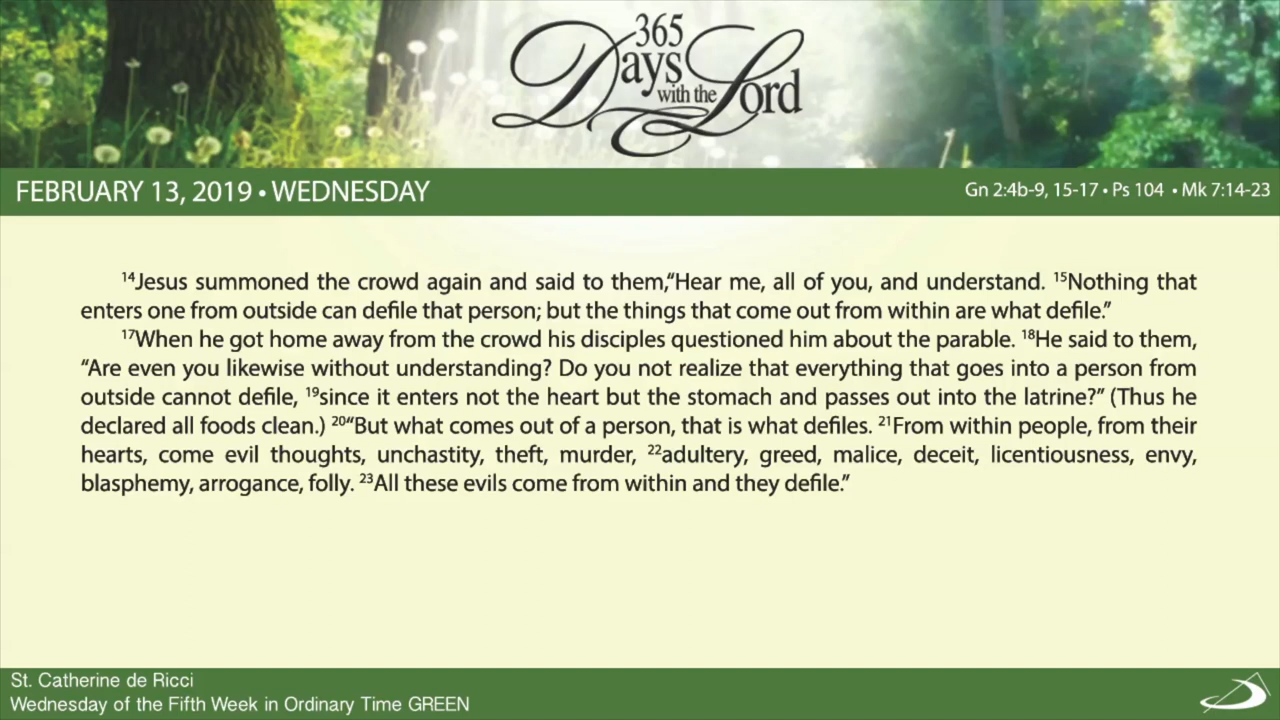 365
Days
with the
Lord
FEBRUARY 13, 2019 • WEDNESDAY
Gn 2:4b-9, 15-17 • Ps 104 • Mk 7:14-23
¹⁴Jesus summoned the crowd again and said to them,“Hear me, all of you, and understand. ¹⁵Nothing that
enters one from outside can defile that person; but the things that come out from within are what defile.”
¹⁷When he got home away from the crowd his disciples questioned him about the parable. ¹⁸He said to them,
“Are even you likewise without understanding? Do you not realize that everything that goes into a person from
outside cannot defile, ¹⁹since it enters not the heart but the stomach and passes out into the latrine?” (Thus he
declared all foods clean.) ²⁰“But what comes out of a person, that is what defiles. ²¹From within people, from their
hearts, come evil thoughts, unchastity, theft, murder, ²²adultery, greed, malice, deceit, licentiousness, envy,
blasphemy, arrogance, folly. ²³All these evils come from within and they defile.”
St. Catherine de Ricci
Wednesday of the Fifth Week in Ordinary Time GREEN